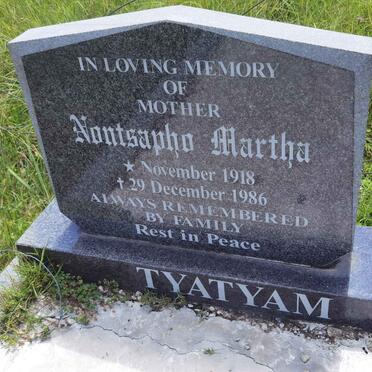 IN LOVING MEMORY
OF
MOTHER
Nontsapho Martha
★ November 1918
✝ 29 December 1986
ALWAYS REMEMBERED
BY FAMILY
Rest in Peace
TYATYAM